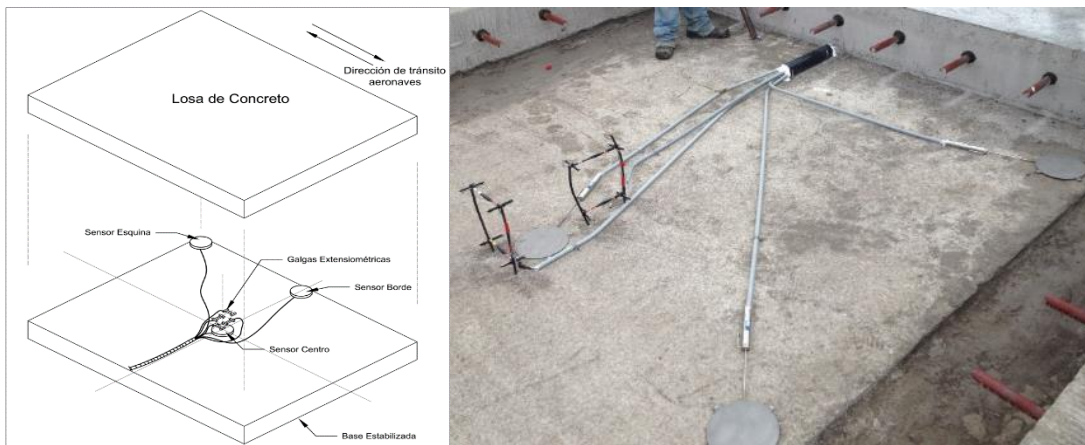 Dirección de tránsito
aeronaves
Losa de Concreto
Sensor Esquina
Galgas Extensiométricas
Sensor Borde
Sensor Centro
Base Estabilizada